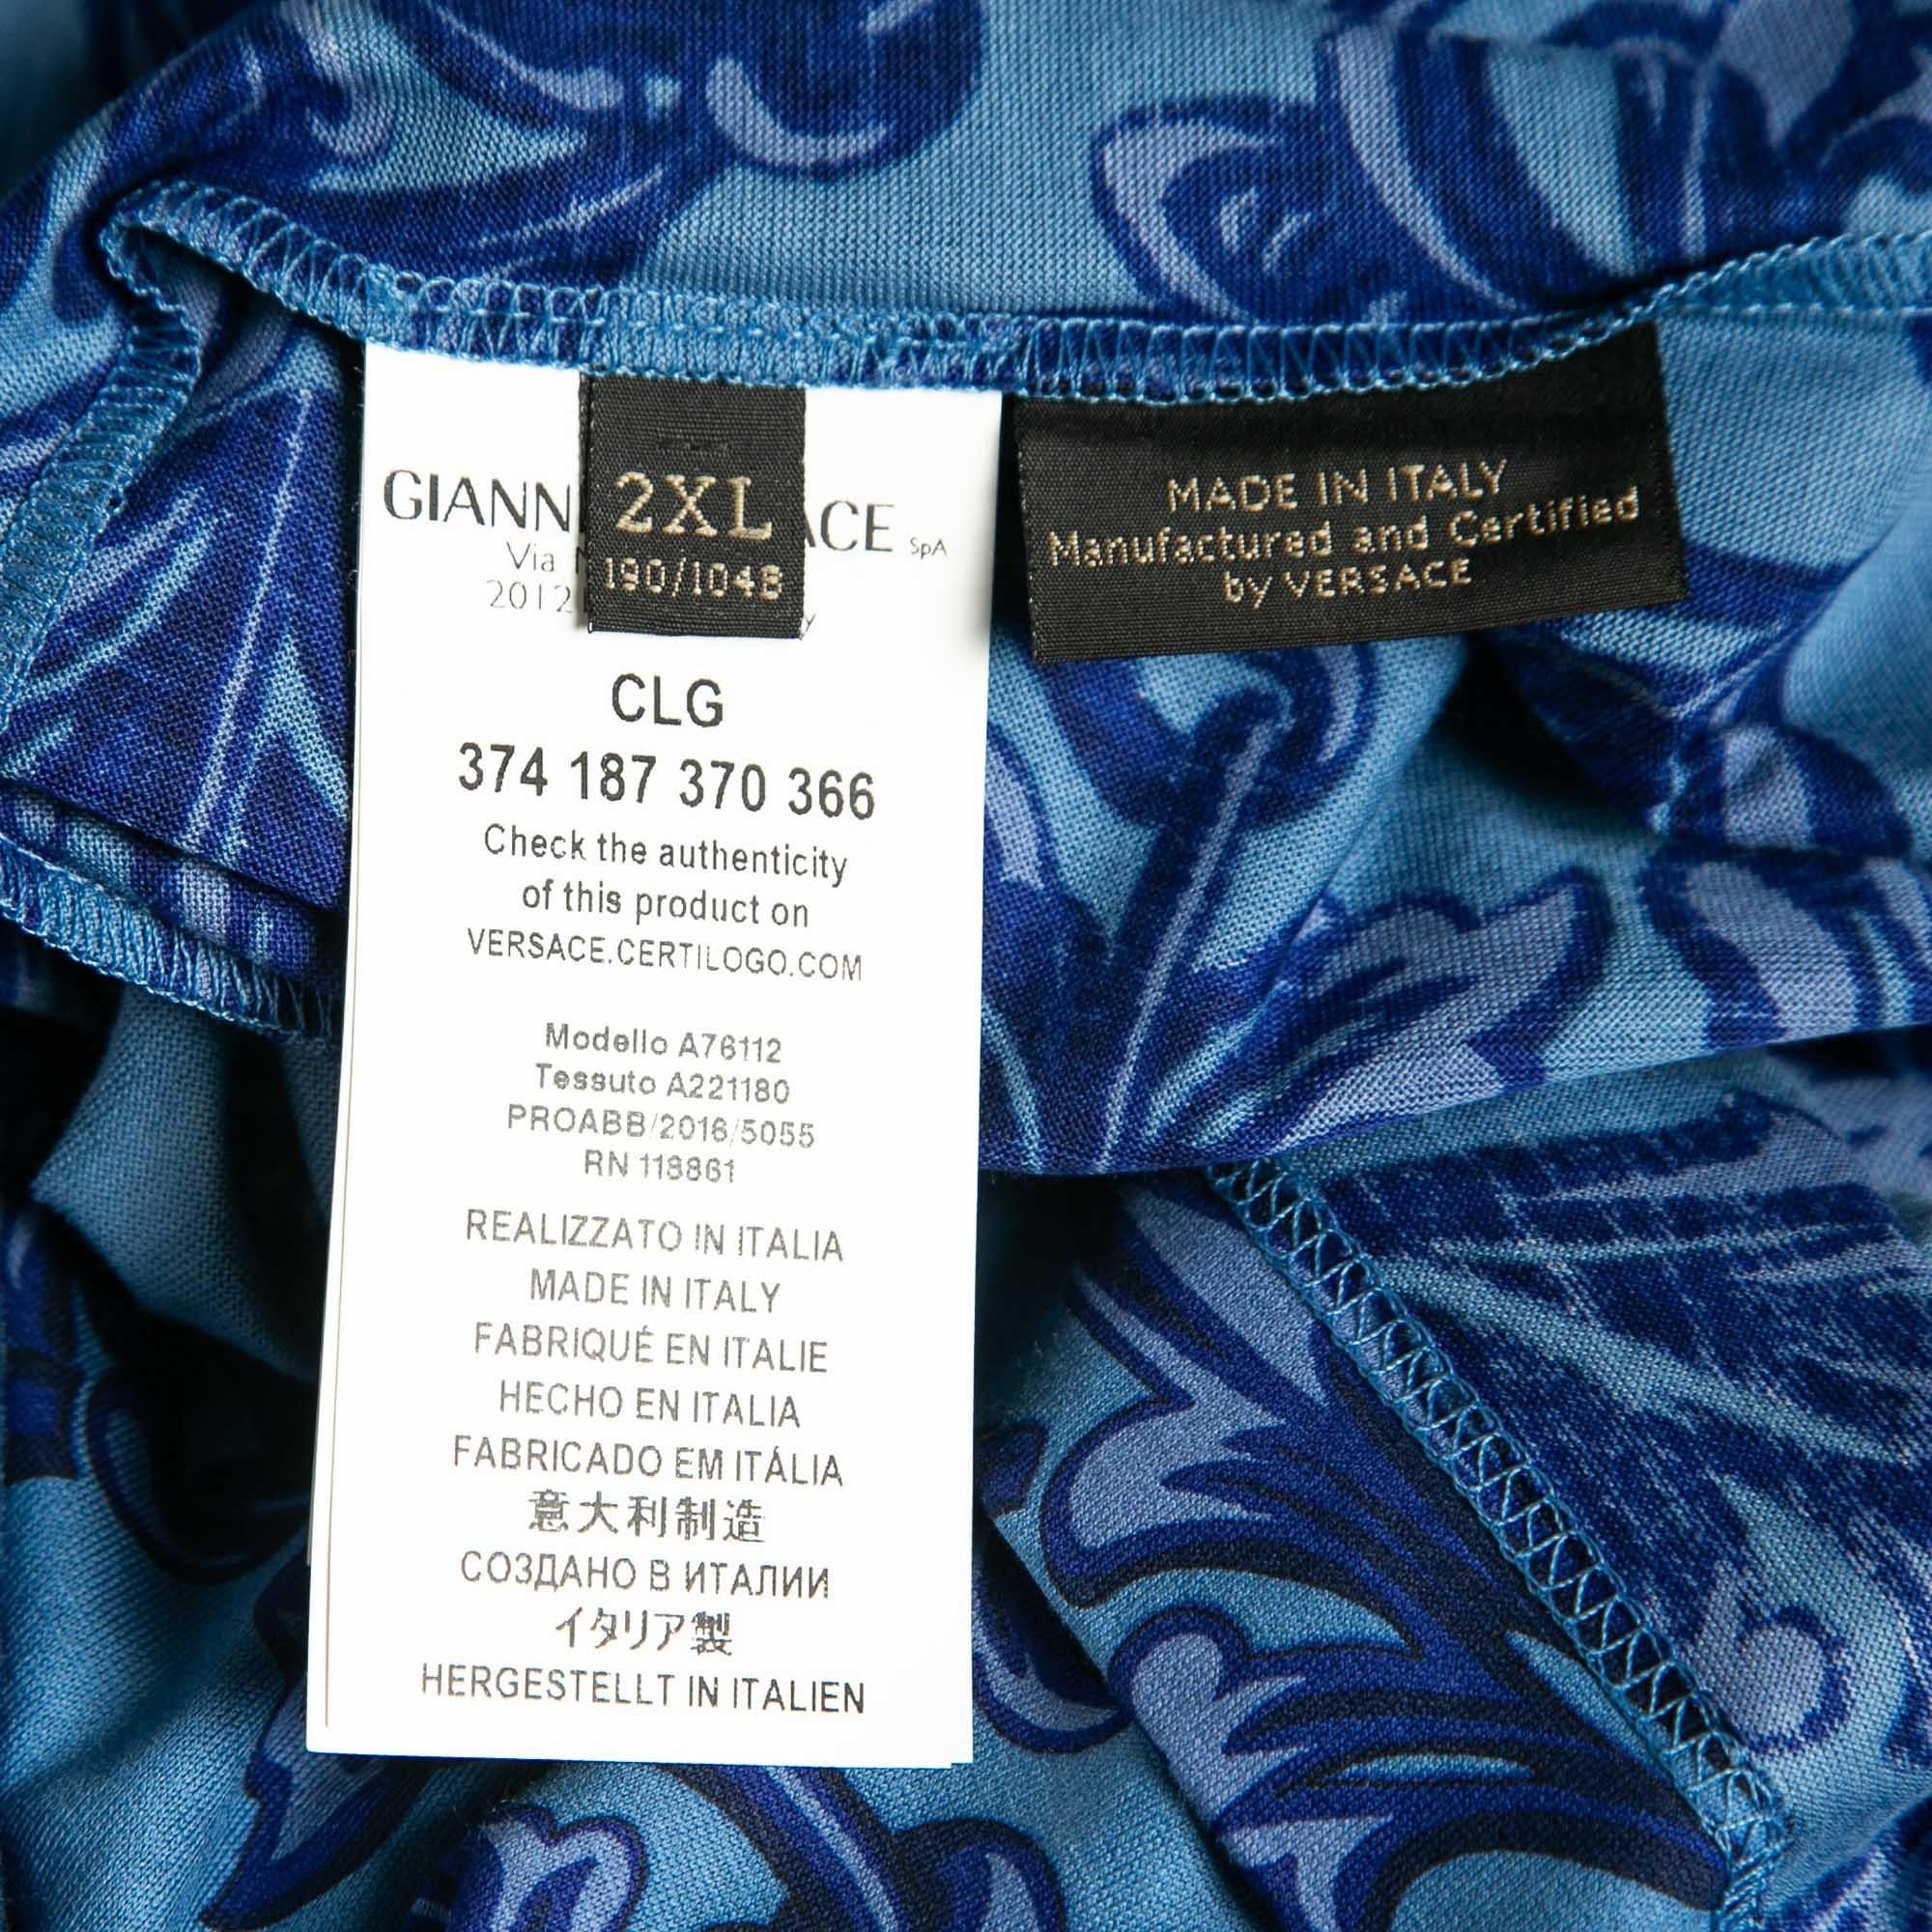 2XL
190/104B
GIANN ACE SpA
Via
2012
CLG
374 187 370 366
Check the authenticity
of this product on
VERSACE.CERTILOGO.COM
Modello A76112
Tessuto A221180
PROABB/2016/5055
RN 118861
REALIZZATO IN ITALIA
MADE IN ITALY
FABRIQUÉ EN ITALIE
HECHO EN ITALIA
FABRICADO EM ITÁLIA
意大利制造
СОЗДАНО В ИТАЛИИ
イタリア製
HERGESTELLT IN ITALIEN
MADE IN ITALY
Manufactured and Certified
by VERSACE